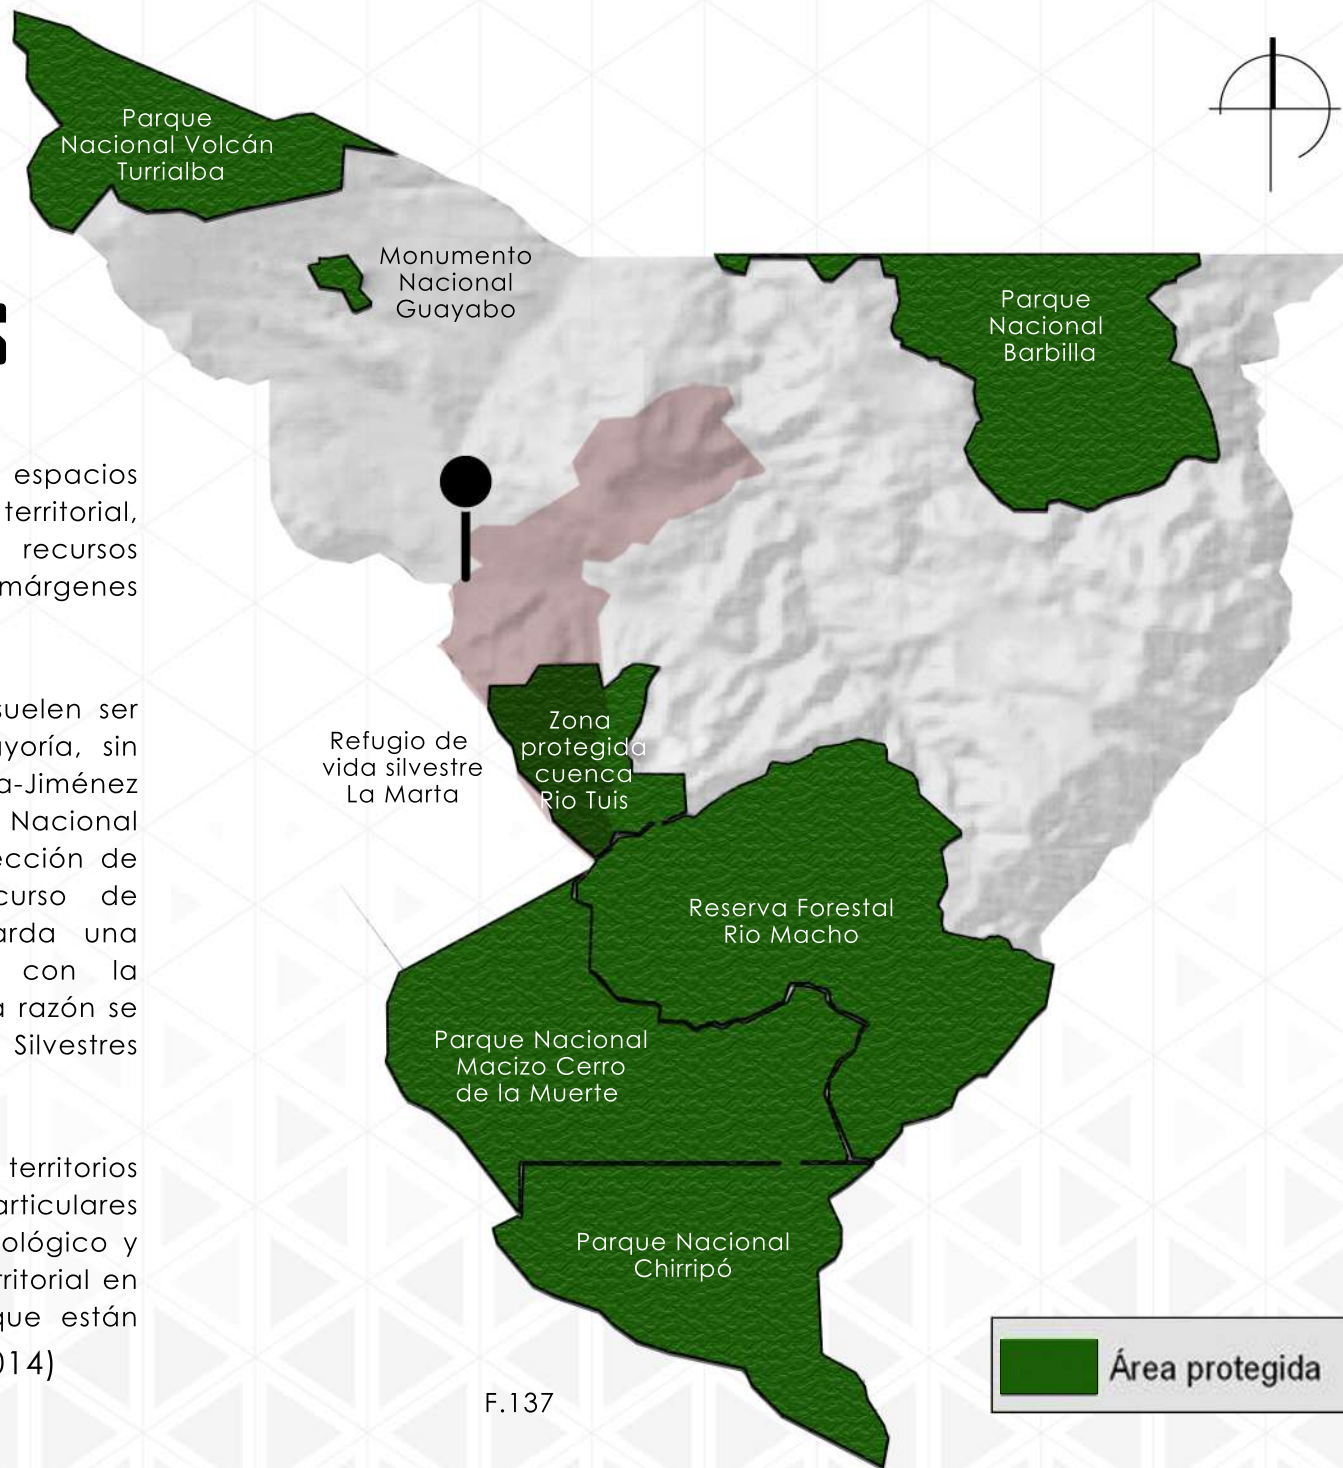 S
espacios
territorial,
recursos
márgenes
suelen ser
yoría, sin
a-Jiménez
Nacional
ección de
curso de
arda una
con la
a razón se
Silvestres
territorios
articulares
ológico y
rritorial en
que están
014)
Parque
Nacional Volcán
Turrialba
Monumento
Nacional
Guayabo
Parque
Nacional
Barbilla
Refugio de
vida silvestre
La Marta
Zona
protegida
cuenca
Rio Tuis
Reserva Forestal
Rio Macho
Parque Nacional
Macizo Cerro
de la Muerte
Parque Nacional
Chirripó
F.137
Área protegida